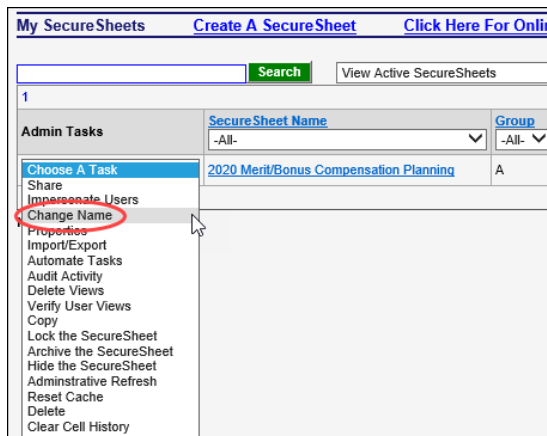 My SecureSheets Create A SecureSheet Click Here For Onli
Search View Active SecureSheets
1
Admin Tasks SecureSheet Name Group
-All- -All-
Choose A Task 2020 Merit/Bonus Compensation Planning A
Share
Impersonate Users
Change Name
Properties
Import/Export
Automate Tasks
Audit Activity
Delete Views
Verify User Views
Copy
Lock the SecureSheet
Archive the SecureSheet
Hide the SecureSheet
Adminstrative Refresh
Reset Cache
Delete
Clear Cell History